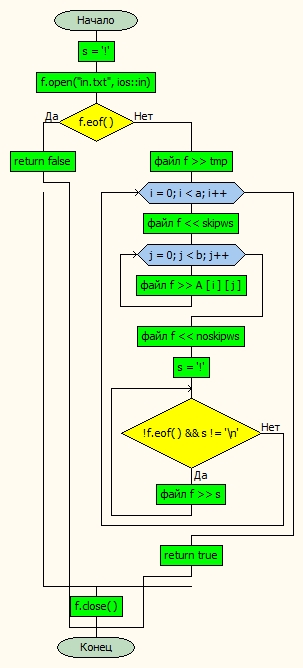 Начало
s = '!'
f.open("in.txt", ios::in)
Да
f.eof( )
Нет
return false
файл f >> tmp
i = 0; i < a; i++
файл f << skipws
j = 0; j < b; j++
файл f >> A [ i ] [ j ]
файл f << noskipws
s = '!'
!f.eof( ) && s != '\n'
Нет
Да
файл f >> s
return true
f.close( )
Конец